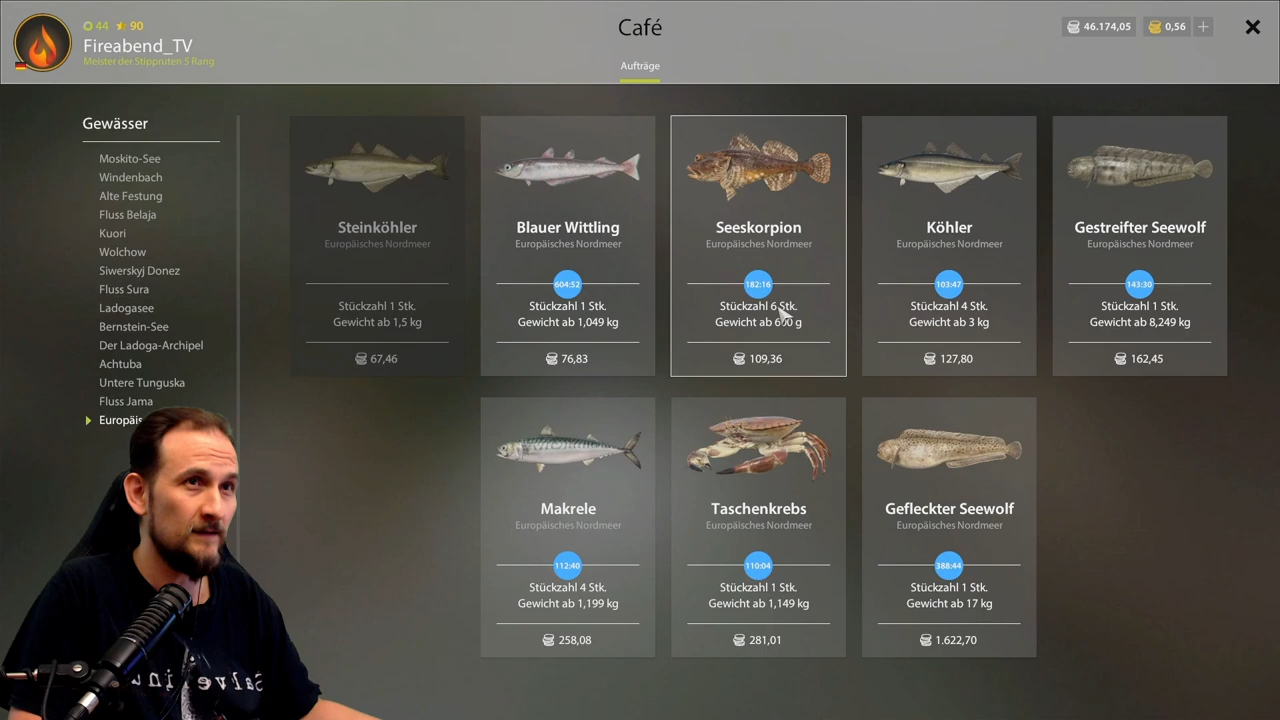 44 90
Fireabend_TV
Meister der Stippruten 5 Rang
Café
Aufträge
46.174,05 0,56
Gewässer
Moskito-See
Windenbach
Alte Festung
Fluss Belaja
Kuori
Wolchow
Siwerskyj Donez
Fluss Sura
Ladogasee
Bernstein-See
Der Ladoga-Archipel
Achtuba
Untere Tunguska
Fluss Jama
Steinköhler
Europäisches Nordmeer
Stückzahl 1 Stk.
Gewicht ab 1,5 kg
67,46
Blauer Wittling
Europäisches Nordmeer
604:52
Stückzahl 1 Stk.
Gewicht ab 1,049 kg
76,83
Seeskorpion
Europäisches Nordmeer
182:16
Stückzahl 6 Stk.
Gewicht ab g
109,36
Köhler
Europäisches Nordmeer
103:47
Stückzahl 4 Stk.
Gewicht ab 3 kg
127,80
Gestreifter Seewolf
Europäisches Nordmeer
143:30
Stückzahl 1 Stk.
Gewicht ab 8,249 kg
162,45
Makrele
Europäisches Nordmeer
112:40
Stückzahl 4 Stk.
Gewicht ab 1,199 kg
258,08
Taschenkrebs
Europäisches Nordmeer
110:04
Stückzahl 1 Stk.
Gewicht ab 1,149 kg
281,01
Gefleckter Seewolf
Europäisches Nordmeer
388:44
Stückzahl 1 Stk.
Gewicht ab 17 kg
1.622,70